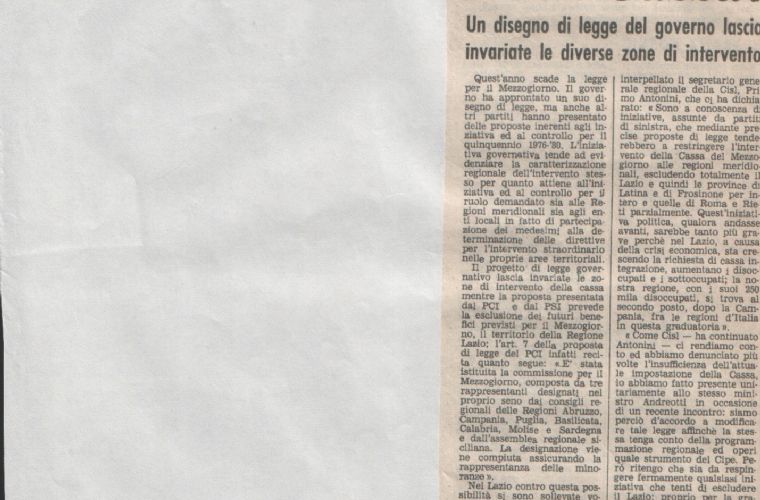 Un disegno di legge del governo lascia
invariate le diverse zone di intervento
Quest'anno scade la legge
per il Mezzogiorno. Il gover
no ha approntato un suo di-
segno di legge, ma anche al-
tri partiti hanno presentato
delle proposte inerenti agli in-
ziativa ed al controllo per il
quinquennio 1976-'80. L'inizia-
tiva governativa tende ad evi-
denziare la caratterizzazione
regionale dell'intervento stes-
so per quanto attiene all'ini-
ziativa ed al controllo per il
ruolo demandato sia alle Re-
gioni meridionali sia agli en-
ti locali in fatto di partecipa-
zione dei medesimi alla de-
terminazione delle direttive
per l'intervento straordinario
nelle proprie aree territoriali.
Il progetto di legge gover-
nativo lascia invariate le zo-
ne di intervento della cassa
mentre la proposta presentata
dal PCI e dal PSI prevede
la esclusione dei futuri bene-
fici previsti per il Mezzogior-
no, il territorio della Regione
Lazio; l'art. 7 della proposta
di legge del PCI infatti reci-
ta quanto segue: « E' stata
istituita la commissione per il
Mezzogiorno, composta da tre
rappresentanti designati nel
proprio seno dai consigli re-
gionali delle Regioni Abruzzo,
Campania, Puglia, Basilicata,
Calabria, Molise e Sardegna
e dall'assemblea regionale si-
ciliana. La designazione vie-
ne compiuta assicurando la
rappresentanza delle mino-
ranze ».
Nel Lazio contro questa pos-
sibilità si sono sollevate vo-
interpellato il segretario gene
rale regionale della Cisl, Pri
mo Antonini, che ci ha dichia
rato: « Sono a conoscenza di
iniziative, assunte da partiti
di sinistra, che mediante pre
cise proposte di legge tende
rebbero a restringere l'inter-
vento della Cassa del Mezzo
giorno alle regioni meridio
nali, escludendo totalmente il
Lazio e quindi le province di
Latina e di Frosinone per in-
tero e quelle di Roma e Rie-
ti parzialmente. Quest'iniziati-
va politica, qualora andasse
avanti, sarebbe tanto più gra-
ve perchè nel Lazio, a causa
della crisi economica, sta cre-
scendo la richiesta di cassa in-
tegrazione, aumentano i disoc-
cupati e i sottoccupati; la no-
stra regione, con i suoi 250
mila disoccupati, si trova al
secondo posto, dopo la Cam-
pania, fra le regioni d'Italia
in questa graduatoria ».
« Come Cisl — ha continuato
Antonini — ci rendiamo con-
to ed abbiamo denunciato più
volte l'insufficienza dell'attua-
le impostazione della Cassa,
lo abbiamo fatto presente uni-
tariamente allo stesso mini-
stro Andreotti in occasione
di un recente incontro: siamo
perciò d'accordo a modifica-
re tale legge affinchè la stes-
sa tenga conto della program-
mazione regionale ed operi
quale strumento del Cipe. Pe-
rò ritengo che sia da respin-
gere fermamente qualsiasi ini-
ziativa che tenti di escludere
il Lazio: proprio per la gra-